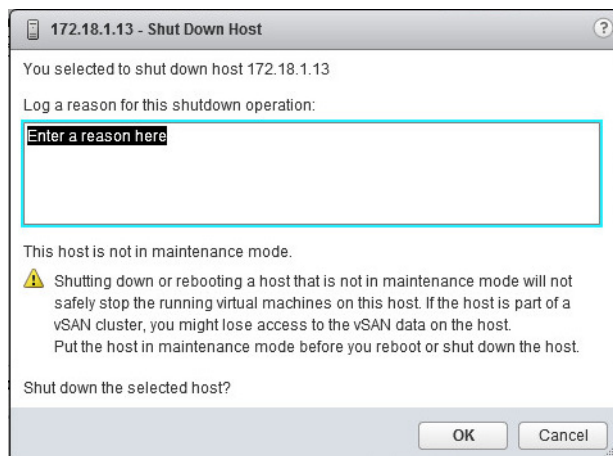 172.18.1.13 - Shut Down Host
?
You selected to shut down host 172.18.1.13
Log a reason for this shutdown operation:
Enter a reason here
This host is not in maintenance mode.
Shutting down or rebooting a host that is not in maintenance mode will not
safely stop the running virtual machines on this host. If the host is part of a
vSAN cluster, you might lose access to the vSAN data on the host.
Put the host in maintenance mode before you reboot or shut down the host.
Shut down the selected host?
OK
Cancel